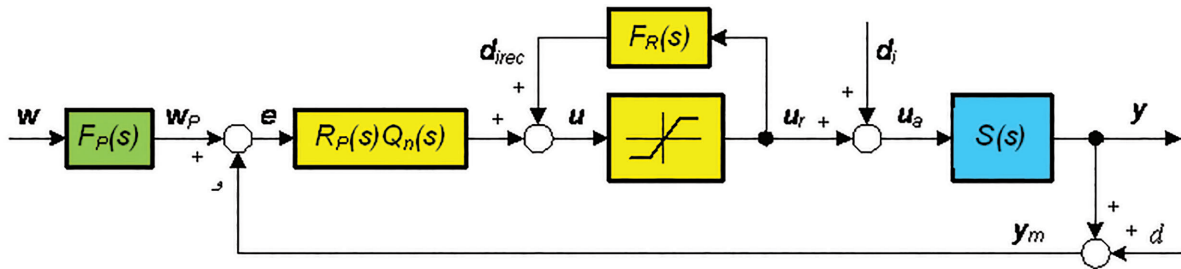 F_R(s)
d_irec
d_i
+
+
w
F_P(s)
w_P
e
R_P(s)Q_n(s)
+
u
u_r
+
u_a
S(s)
y
+
+
+
y_m
d